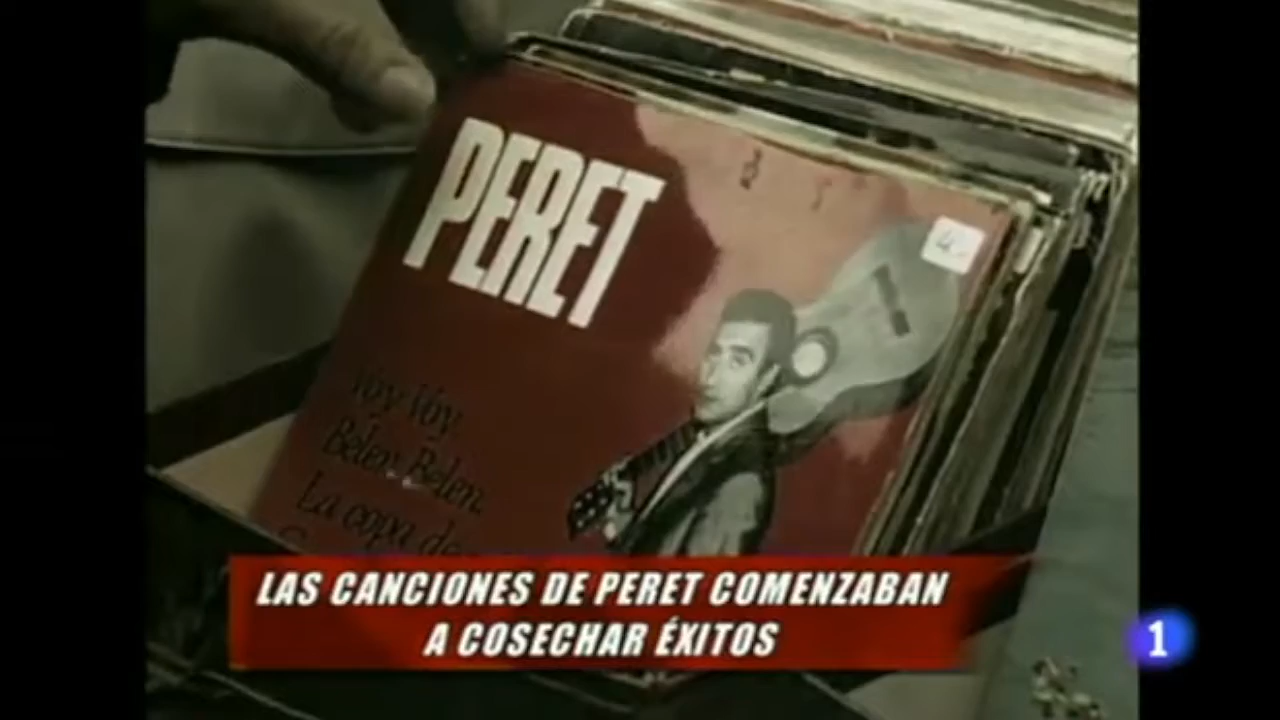 PERET
4
Voy Voy
Belen, Belen
La copa de
LAS CANCIONES DE PERET COMENZABAN
A COSECHAR ÉXITOS
1